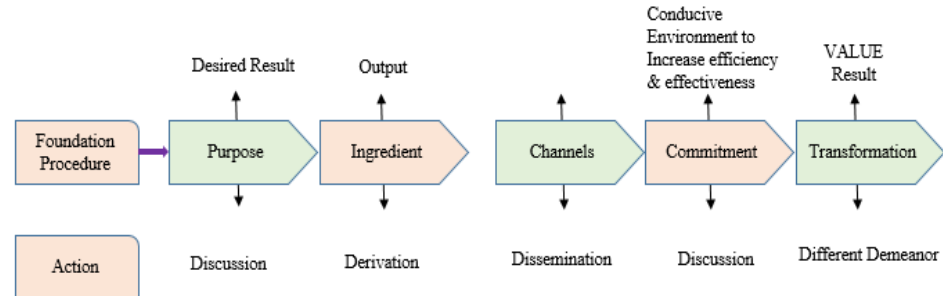 Conducive
Environment to
Increase efficiency
& effectiveness
VALUE
Result
Desired Result
Output
Foundation
Procedure
Purpose
Ingredient
Channels
Commitment
Transformation
Action
Discussion
Derivation
Dissemination
Discussion
Different Demeanor